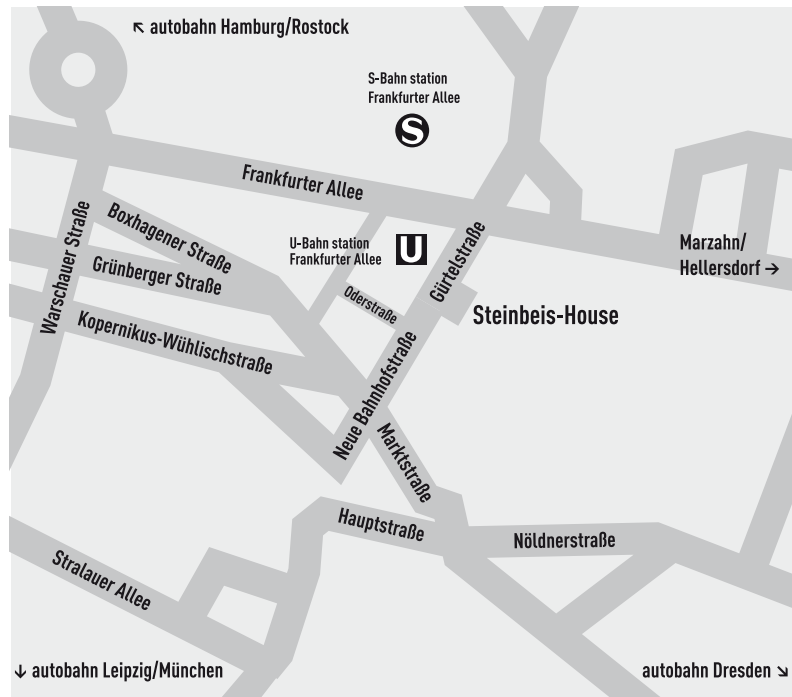 ↖ autobahn Hamburg/Rostock
S-Bahn station
Frankfurter Allee
S
Frankfurter Allee
Boxhagener Straße
Warschauer Straße
U-Bahn station
Frankfurter Allee
U
Gürtelstraße
Marzahn/
Hellersdorf →
Grünberger Straße
Oderstraße
Steinbeis-House
Kopernikus-Wühlischstraße
Neue Bahnhofstraße
Marktstraße
Hauptstraße
Nöldnerstraße
Stralauer Allee
↓ autobahn Leipzig/München
autobahn Dresden ↘